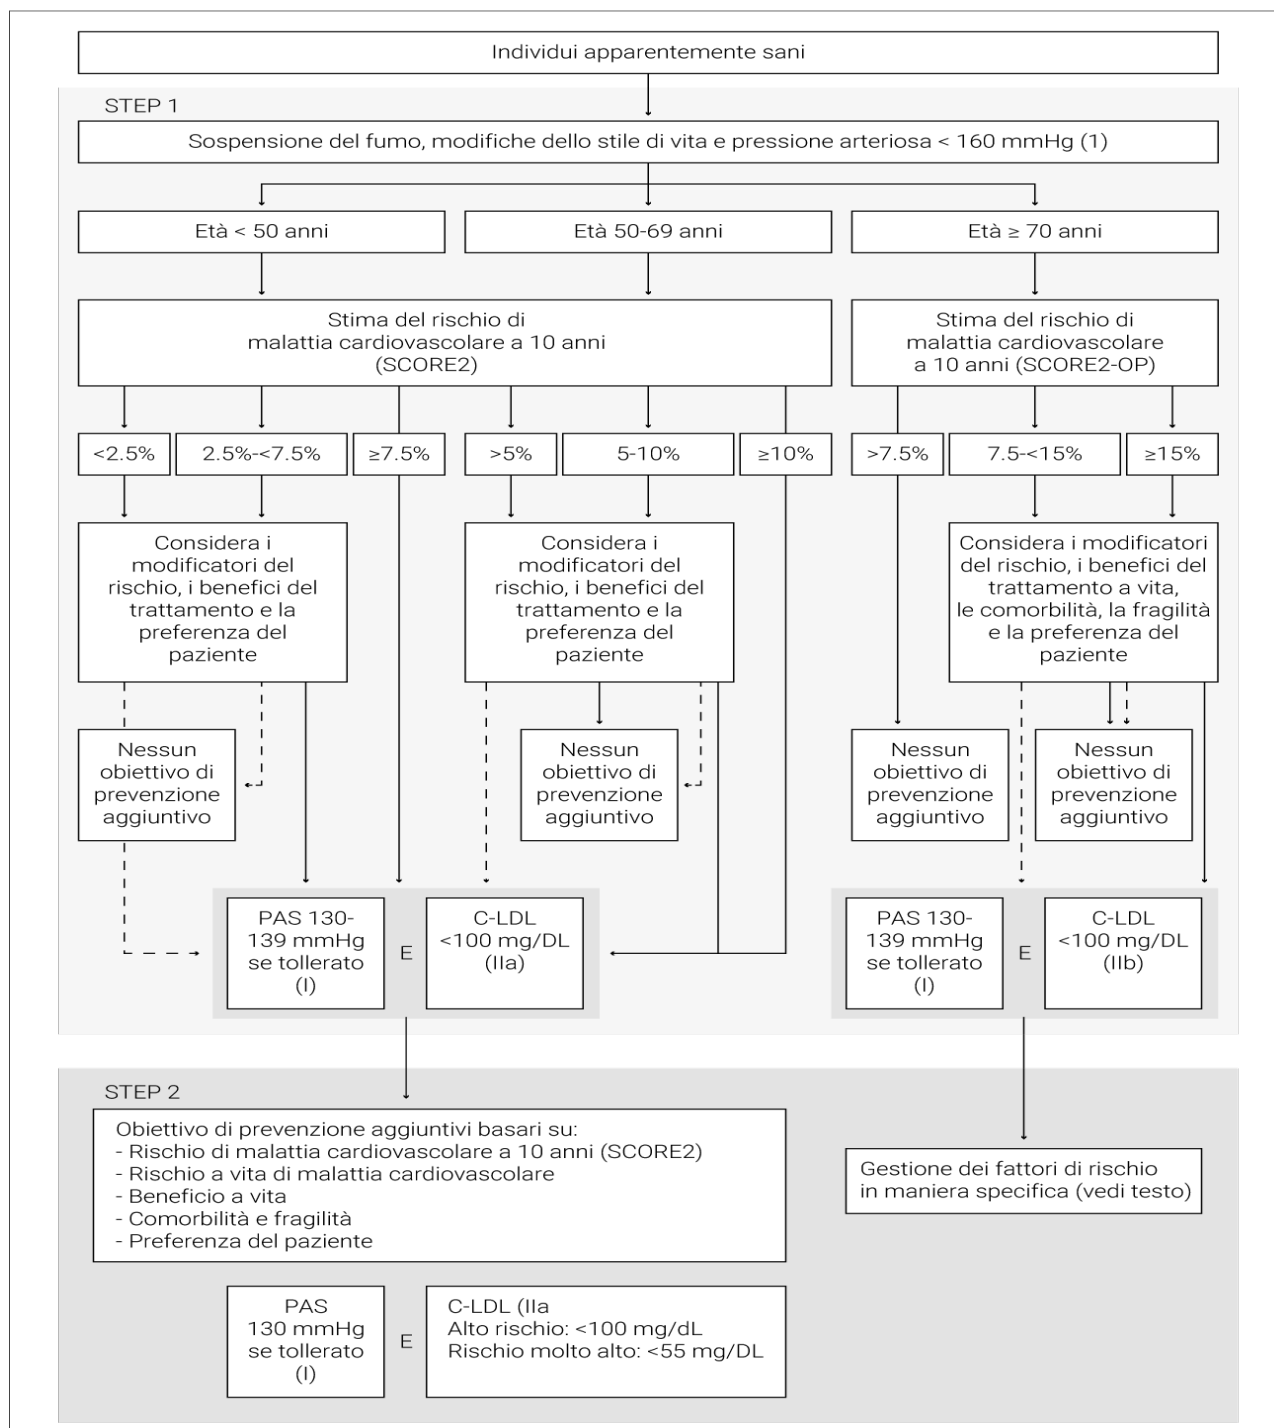 Individui apparentemente sani
STEP 1
Sospensione del fumo, modifiche dello stile di vita e pressione arteriosa < 160 mmHg (1)
Età < 50 anni
Età 50-69 anni
Età ≥ 70 anni
Stima del rischio di
malattia cardiovascolare a 10 anni
(SCORE2)
Stima del rischio di
malattia cardiovascolare
a 10 anni (SCORE2-OP)
<2.5%
2.5%-<7.5%
≥7.5%
>5%
5-10%
≥10%
>7.5%
7.5-<15%
≥15%
Considera i
modificatori del
rischio, i benefici del
trattamento e la
preferenza del
paziente
Considera i
modificatori del
rischio, i benefici del
trattamento e la
preferenza del
paziente
Considera i modificatori
del rischio, i benefici del
trattamento a vita,
le comorbilità, la fragilità
e la preferenza del
paziente
Nessun
obiettivo di
prevenzione
aggiuntivo
Nessun
obiettivo di
prevenzione
aggiuntivo
Nessun
obiettivo di
prevenzione
aggiuntivo
Nessun
obiettivo di
prevenzione
aggiuntivo
PAS 130-
139 mmHg
se tollerato
(I)
E
C-LDL
<100 mg/DL
(IIa)
PAS 130-
139 mmHg
se tollerato
(I)
E
C-LDL
<100 mg/DL
(IIb)
STEP 2
Obiettivo di prevenzione aggiuntivi basari su:
- Rischio di malattia cardiovascolare a 10 anni (SCORE2)
- Rischio a vita di malattia cardiovascolare
- Beneficio a vita
- Comorbilità e fragilità
- Preferenza del paziente
Gestione dei fattori di rischio
in maniera specifica (vedi testo)
PAS
130 mmHg
se tollerato
(I)
E
C-LDL (IIa
Alto rischio: <100 mg/dL
Rischio molto alto: <55 mg/DL